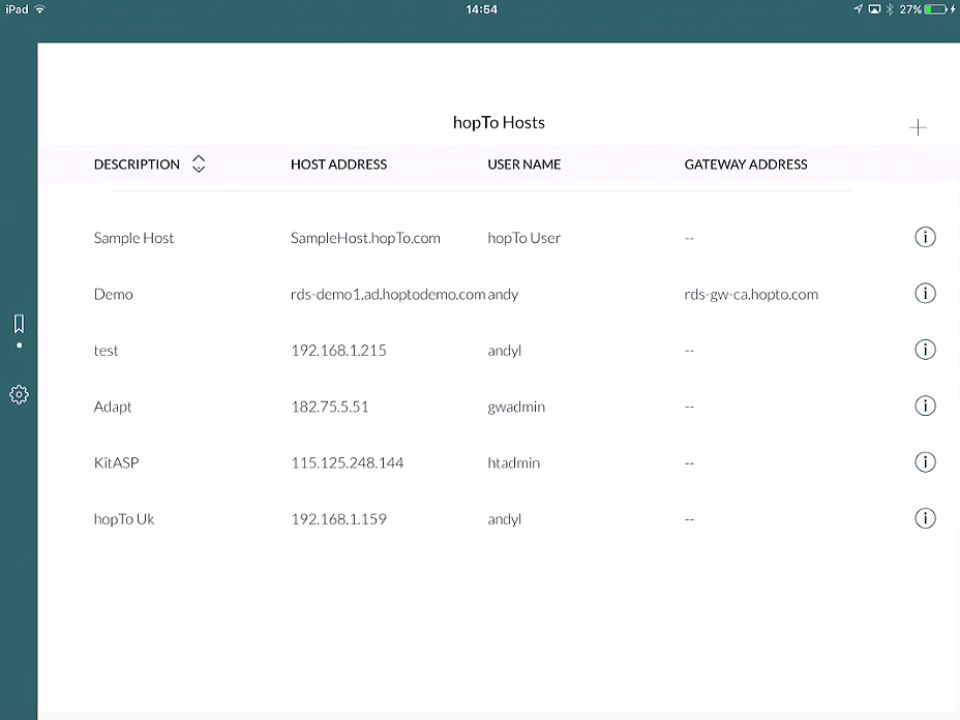 iPad 14:54 27%
hopTo Hosts
DESCRIPTION HOST ADDRESS USER NAME GATEWAY ADDRESS
Sample Host SampleHost.hopTo.com hopTo User --
Demo rds-demo1.ad.hoptodemo.com andy rds-gw-ca.hopto.com
test 192.168.1.215 andyl --
Adapt 182.75.5.51 gwadmin --
KitASP 115.125.248.144 htadmin --
hopTo Uk 192.168.1.159 andyl --